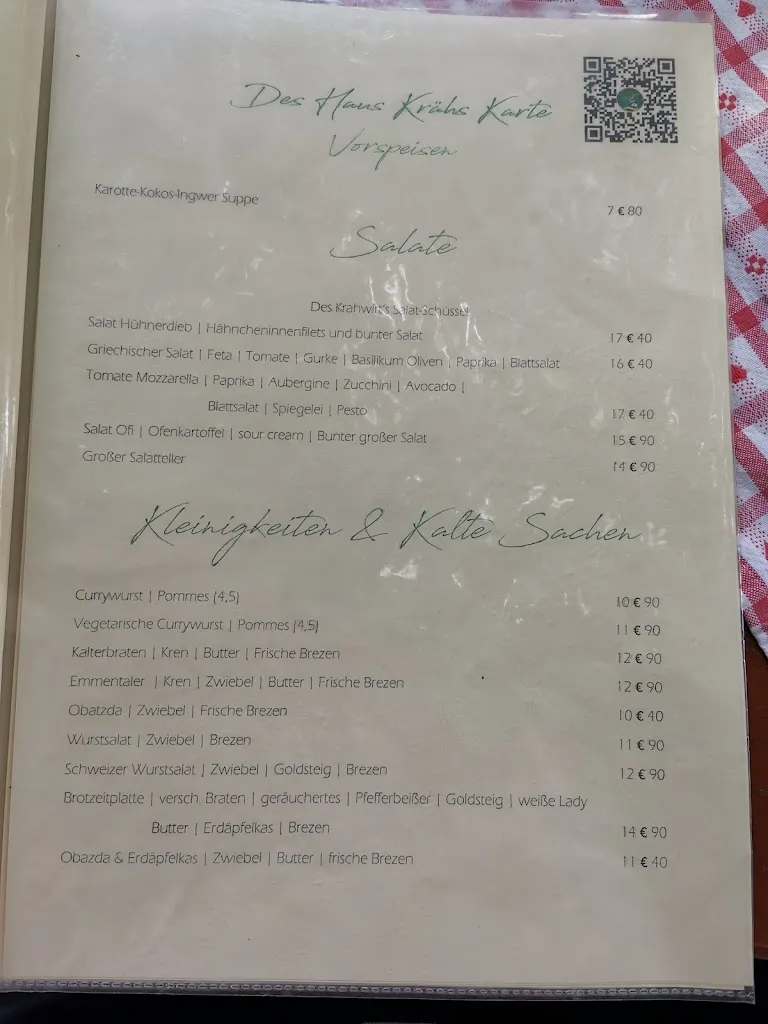 Des Haus Krähs Karte
Vorspeisen
Karotte-Kokos-Ingwer Suppe 7 € 80
Salate
Des Krahwirt's Salat-Schüssel
Salat Hühnerdieb | Hähncheninnenfilets und bunter Salat 17 € 40
Griechischer Salat | Feta | Tomate | Gurke | Basilikum Oliven | Paprika | Blattsalat 16 € 40
Tomate Mozzarella | Paprika | Aubergine | Zucchini | Avocado |
Blattsalat | Spiegelei | Pesto 17 € 40
Salat Ofi | Ofenkartoffel | sour cream | Bunter großer Salat 15 € 90
Großer Salatteller 14 € 90
Kleinigkeiten & Kalte Sachen
Currywurst | Pommes (4,5) 10 € 90
Vegetarische Currywurst | Pommes (4,5) 11 € 90
Kalterbraten | Kren | Butter | Frische Brezen 12 € 90
Emmentaler | Kren | Zwiebel | Butter | Frische Brezen 12 € 90
Obatzda | Zwiebel | Frische Brezen 10 € 40
Wurstsalat | Zwiebel | Brezen 11 € 90
Schweizer Wurstsalat | Zwiebel | Goldsteig | Brezen 12 € 90
Brotzeitplatte | versch. Braten | geräuchertes | Pfefferbeißer | Goldsteig | weiße Lady
Butter | Erdäpfelkas | Brezen 14 € 90
Obazda & Erdäpfelkas | Zwiebel | Butter | frische Brezen 11 € 40